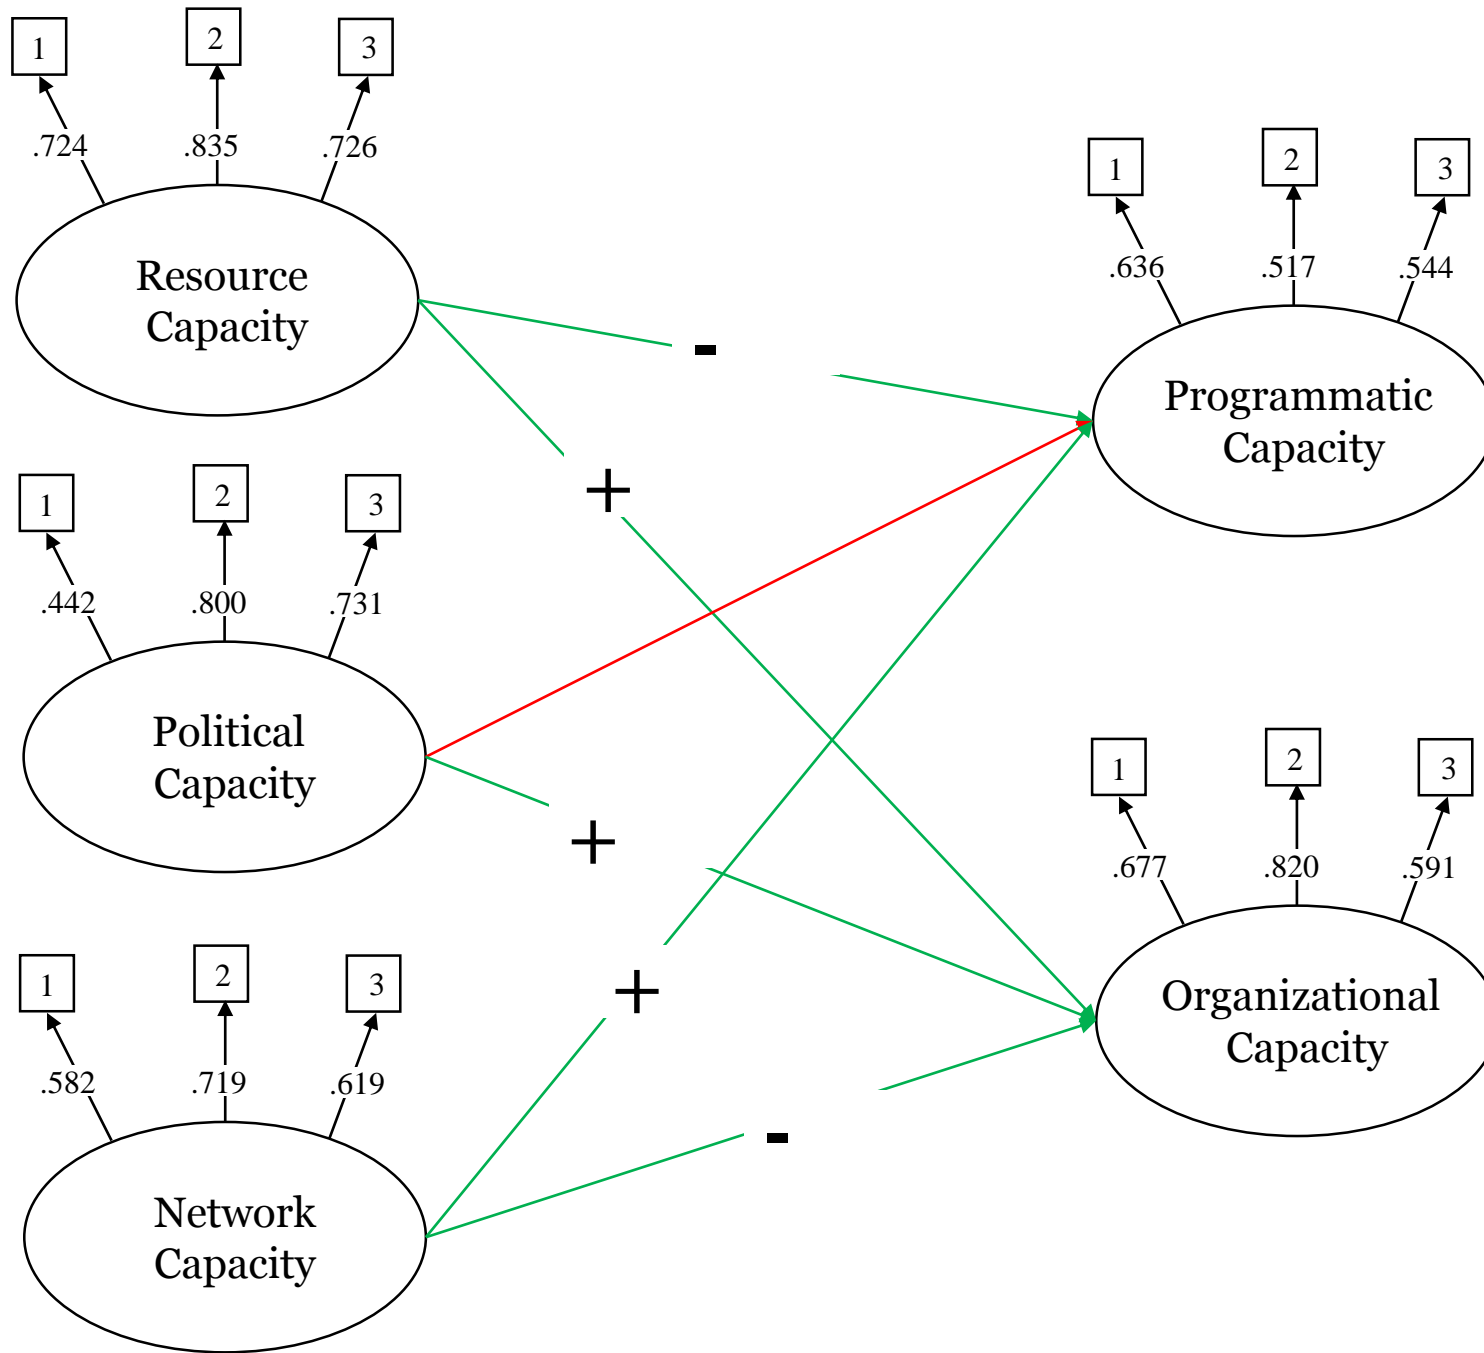 1 2 3
.724 .835 .726
Resource
Capacity
1 2 3
.636 .517 .544
Programmatic
Capacity
-
+
1 2 3
.442 .800 .731
Political
Capacity
+
1 2 3
.677 .820 .591
Organizational
Capacity
1 2 3
.582 .719 .619
Network
Capacity
+
-